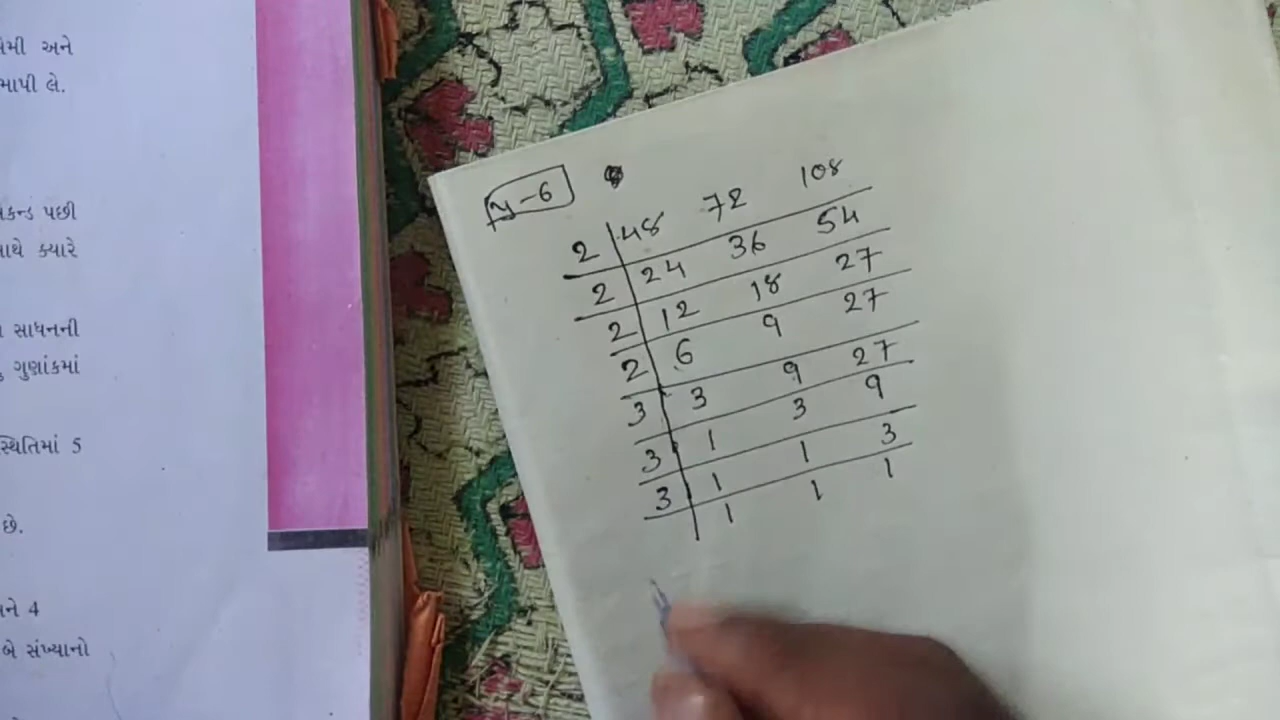 અને
માપી લે.
પછી
ક્યારે
સાધનની
ગુણાંકમાં
સ્થિતિમાં 5
છે.
અને 4
બે સંખ્યાનો
-6
48 72 108
2 24 36 54
2 12 18 27
2 6 9 27
2 3 9 27
3 1 3 9
3 1 1 3
3 1 1 1